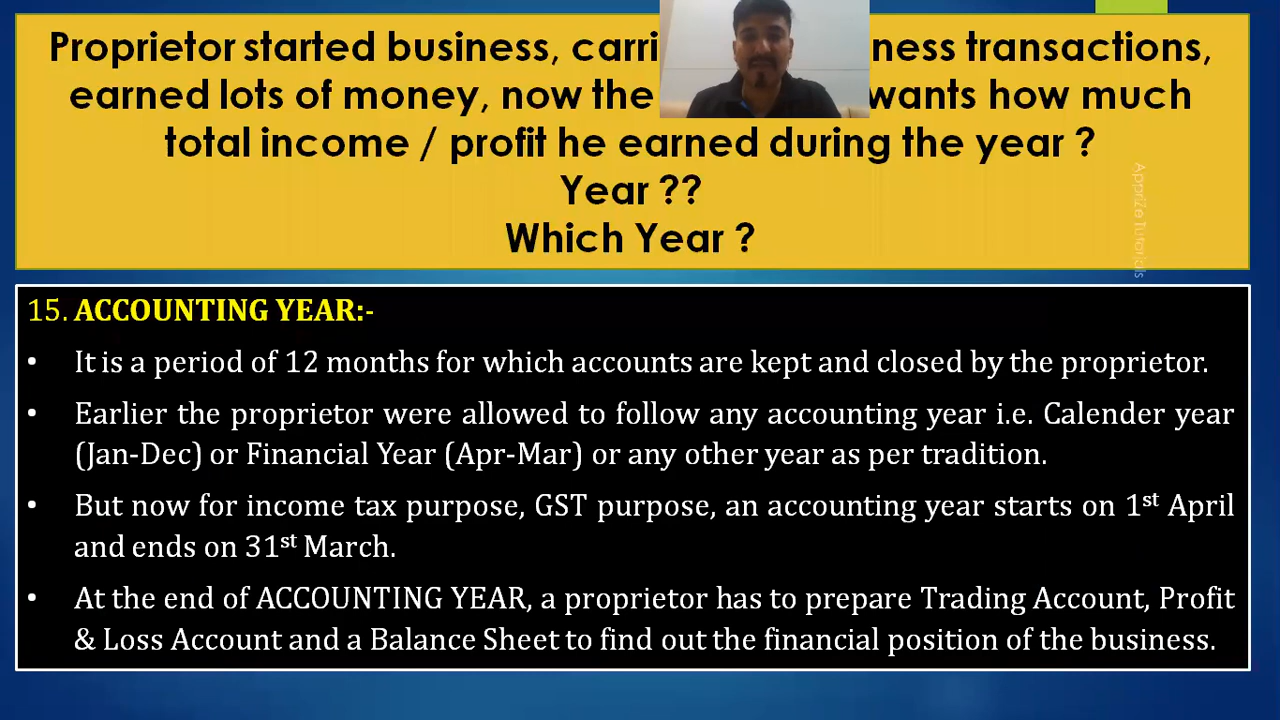 Proprietor started business, carri ness transactions,
earned lots of money, now the wants how much
total income / profit he earned during the year ?
Year ??
Which Year ?
Apprize Tutorials
15. ACCOUNTING YEAR:-
• It is a period of 12 months for which accounts are kept and closed by the proprietor.
• Earlier the proprietor were allowed to follow any accounting year i.e. Calender year
(Jan-Dec) or Financial Year (Apr-Mar) or any other year as per tradition.
• But now for income tax purpose, GST purpose, an accounting year starts on 1st April
and ends on 31st March.
• At the end of ACCOUNTING YEAR, a proprietor has to prepare Trading Account, Profit
& Loss Account and a Balance Sheet to find out the financial position of the business.